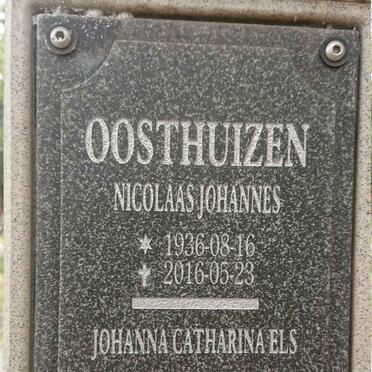 OOSTHUIZEN
NICOLAAS JOHANNES
* 1936-08-16
✝ 2016-05-23
JOHANNA CATHARINA ELS